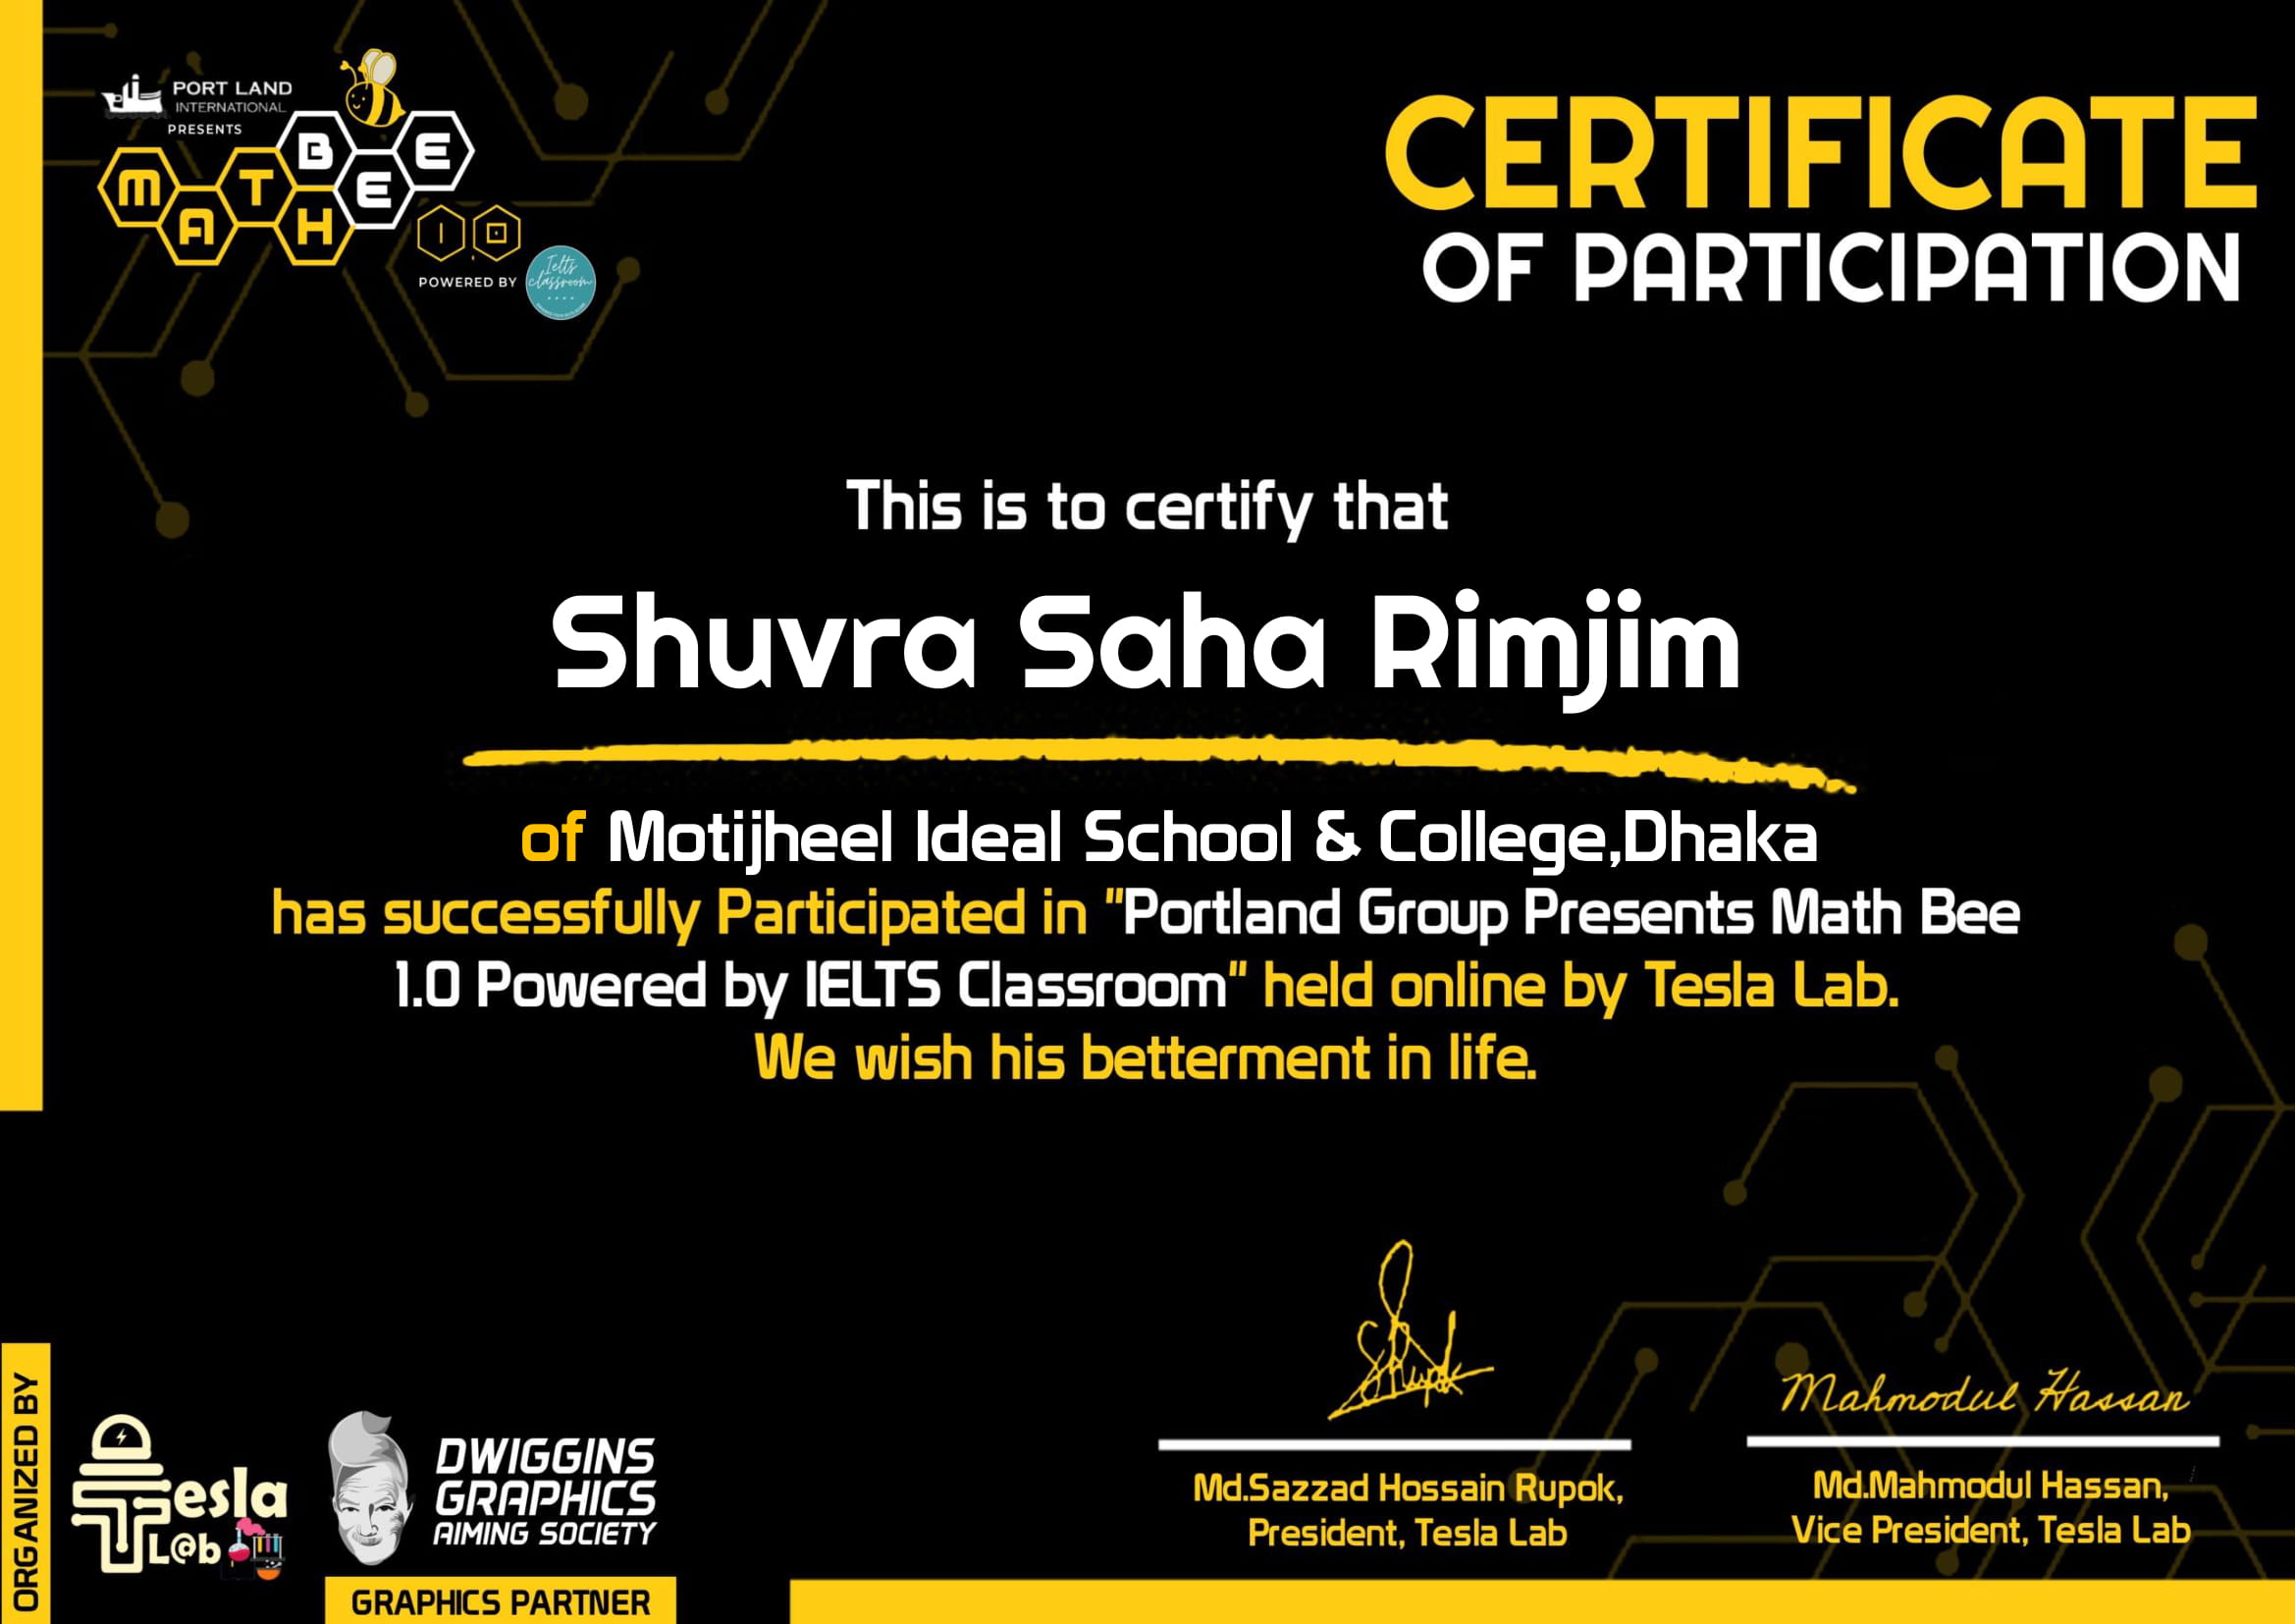 PORT LAND
INTERNATIONAL
PRESENTS
MATH BEE
1.0
POWERED BY
Ielts
classroom
CERTIFICATE
OF PARTICIPATION
This is to certify that
Shuvra Saha Rimjim
of Motijheel Ideal School & College,Dhaka
has successfully Participated in "Portland Group Presents Math Bee
1.0 Powered by IELTS Classroom" held online by Tesla Lab.
We wish his betterment in life.
ORGANIZED BY
Tesla
L@b
DWIGGINS
GRAPHICS
AIMING SOCIETY
GRAPHICS PARTNER
SRupok
Md.Sazzad Hossain Rupok,
President, Tesla Lab
Mahmodul Hassan
Md.Mahmodul Hassan,
Vice President, Tesla Lab